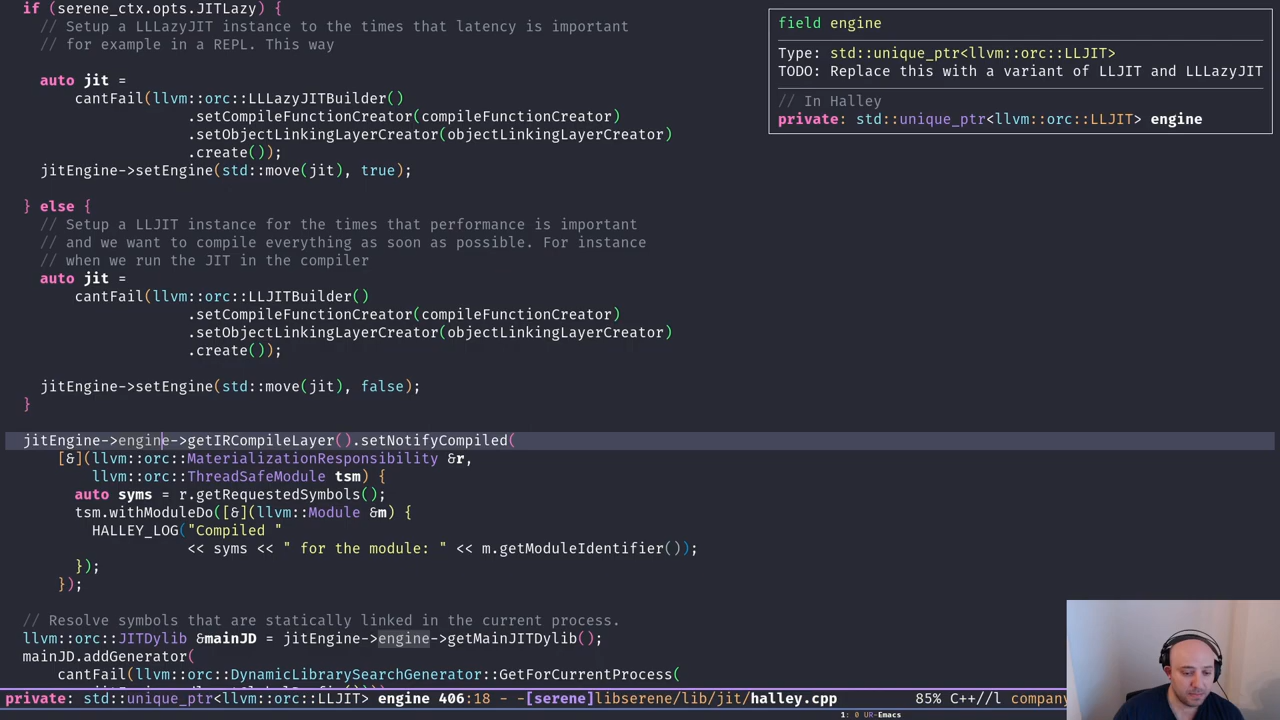 if (serene_ctx.opts.JITLazy) {
// Setup a LLLazyJIT instance to the times that latency is important
// for example in a REPL. This way
auto jit =
cantFail(llvm::orc::LLLazyJITBuilder()
.setCompileFunctionCreator(compileFunctionCreator)
.setObjectLinkingLayerCreator(objectLinkingLayerCreator)
.create());
jitEngine->setEngine(std::move(jit), true);
} else {
// Setup a LLJIT instance for the times that performance is important
// and we want to compile everything as soon as possible. For instance
// when we run the JIT in the compiler
auto jit =
cantFail(llvm::orc::LLJITBuilder()
.setCompileFunctionCreator(compileFunctionCreator)
.setObjectLinkingLayerCreator(objectLinkingLayerCreator)
.create());
jitEngine->setEngine(std::move(jit), false);
}
jitEngine->engine->getIRCompileLayer().setNotifyCompiled(
[&](llvm::orc::MaterializationResponsibility &r,
llvm::orc::ThreadSafeModule tsm) {
auto syms = r.getRequestedSymbols();
tsm.withModuleDo([&](llvm::Module &m) {
HALLEY_LOG("Compiled "
<< syms << " for the module: " << m.getModuleIdentifier());
});
});
// Resolve symbols that are statically linked in the current process.
llvm::orc::JITDylib &mainJD = jitEngine->engine->getMainJITDylib();
mainJD.addGenerator(
cantFail(llvm::orc::DynamicLibrarySearchGenerator::GetForCurrentProcess(
field engine
Type: std::unique_ptr<llvm::orc::LLJIT>
TODO: Replace this with a variant of LLJIT and LLLazyJIT
// In Halley
private: std::unique_ptr<llvm::orc::LLJIT> engine
private: std::unique_ptr<llvm::orc::LLJIT> engine 406:18 - -[serene]libserene/lib/jit/halley.cpp 85% C++//l company
1: 0 UR-Emacs